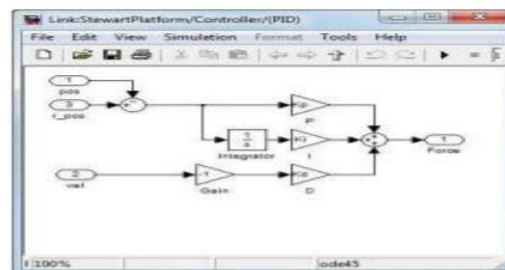 Link:StewartPlatform/Controller/(PID)
File Edit View Simulation Format Tools Help
1
pos
3
r_pos
Kp
P
1
s
Integrator
Ki
I
1
Force
2
vel
-1
Gain
Kd
D
100%
ode45